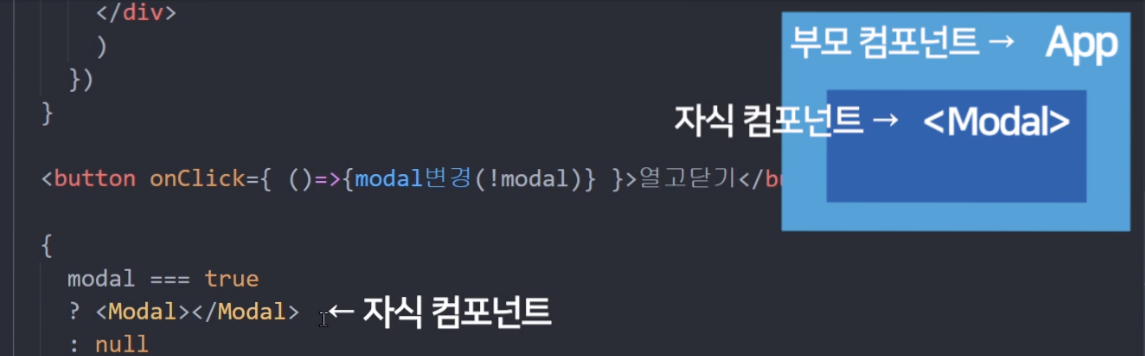 </div>
)
})
}
<button onClick={ ()=>{modal변경(!modal)} }>열고닫기</bu
{
modal === true
? <Modal></Modal> ← 자식 컴포넌트
: null
부모 컴포넌트 → App
자식 컴포넌트 → <Modal>